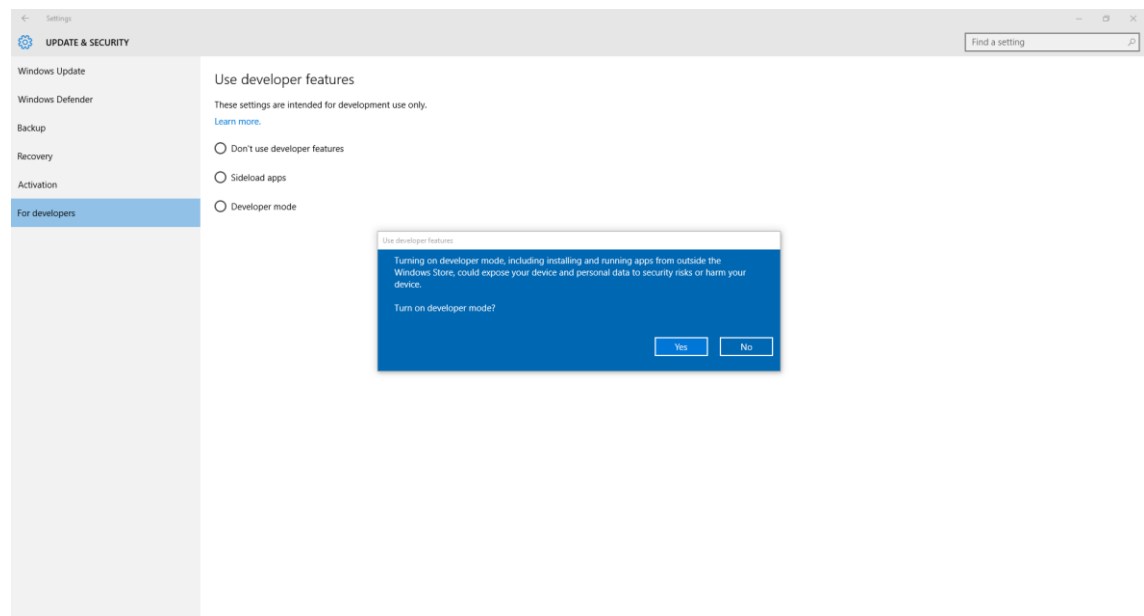 Settings
UPDATE & SECURITY
Find a setting
Windows Update
Windows Defender
Backup
Recovery
Activation
For developers
Use developer features
These settings are intended for development use only.
Learn more.
Don't use developer features
Sideload apps
Developer mode
Use developer features
Turning on developer mode, including installing and running apps from outside the
Windows Store, could expose your device and personal data to security risks or harm your
device.
Turn on developer mode?
Yes
No